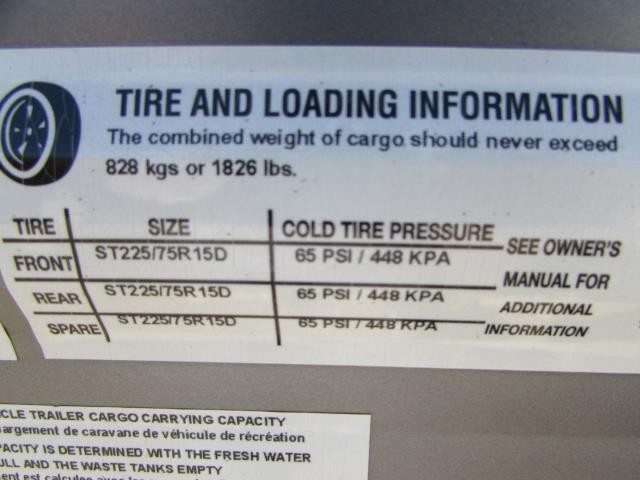 TIRE AND LOADING INFORMATION
The combined weight of cargo should never exceed
828 kgs or 1826 lbs.
TIRE SIZE COLD TIRE PRESSURE SEE OWNER'S
FRONT ST225/75R15D 65 PSI / 448 KPA MANUAL FOR
REAR ST225/75R15D 65 PSI / 448 KPA ADDITIONAL
SPARE ST225/75R15D 65 PSI / 448 KPA INFORMATION
CLE TRAILER CARGO CARRYING CAPACITY
hargement de caravane de véhicule de récréation
PACITY IS DETERMINED WITH THE FRESH WATER
ULL AND THE WASTE TANKS EMPTY